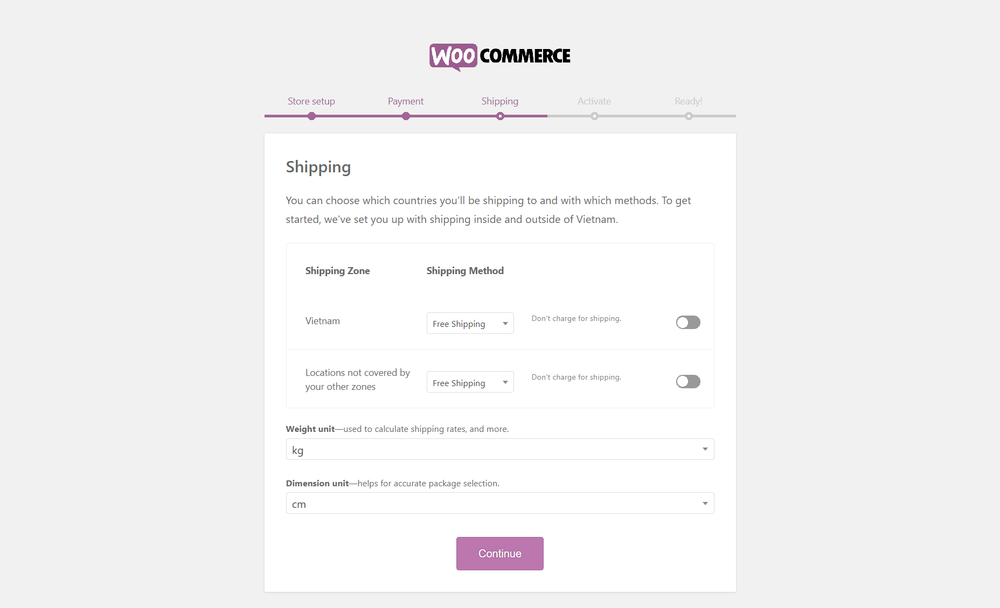 WOO COMMERCE
Store setup Payment Shipping Activate Ready!
Shipping
You can choose which countries you'll be shipping to and with which methods. To get
started, we've set you up with shipping inside and outside of Vietnam.
Shipping Zone Shipping Method
Vietnam Free Shipping Don't charge for shipping.
Locations not covered by
your other zones
Free Shipping Don't charge for shipping.
Weight unit—used to calculate shipping rates, and more.
kg
Dimension unit—helps for accurate package selection.
cm
Continue